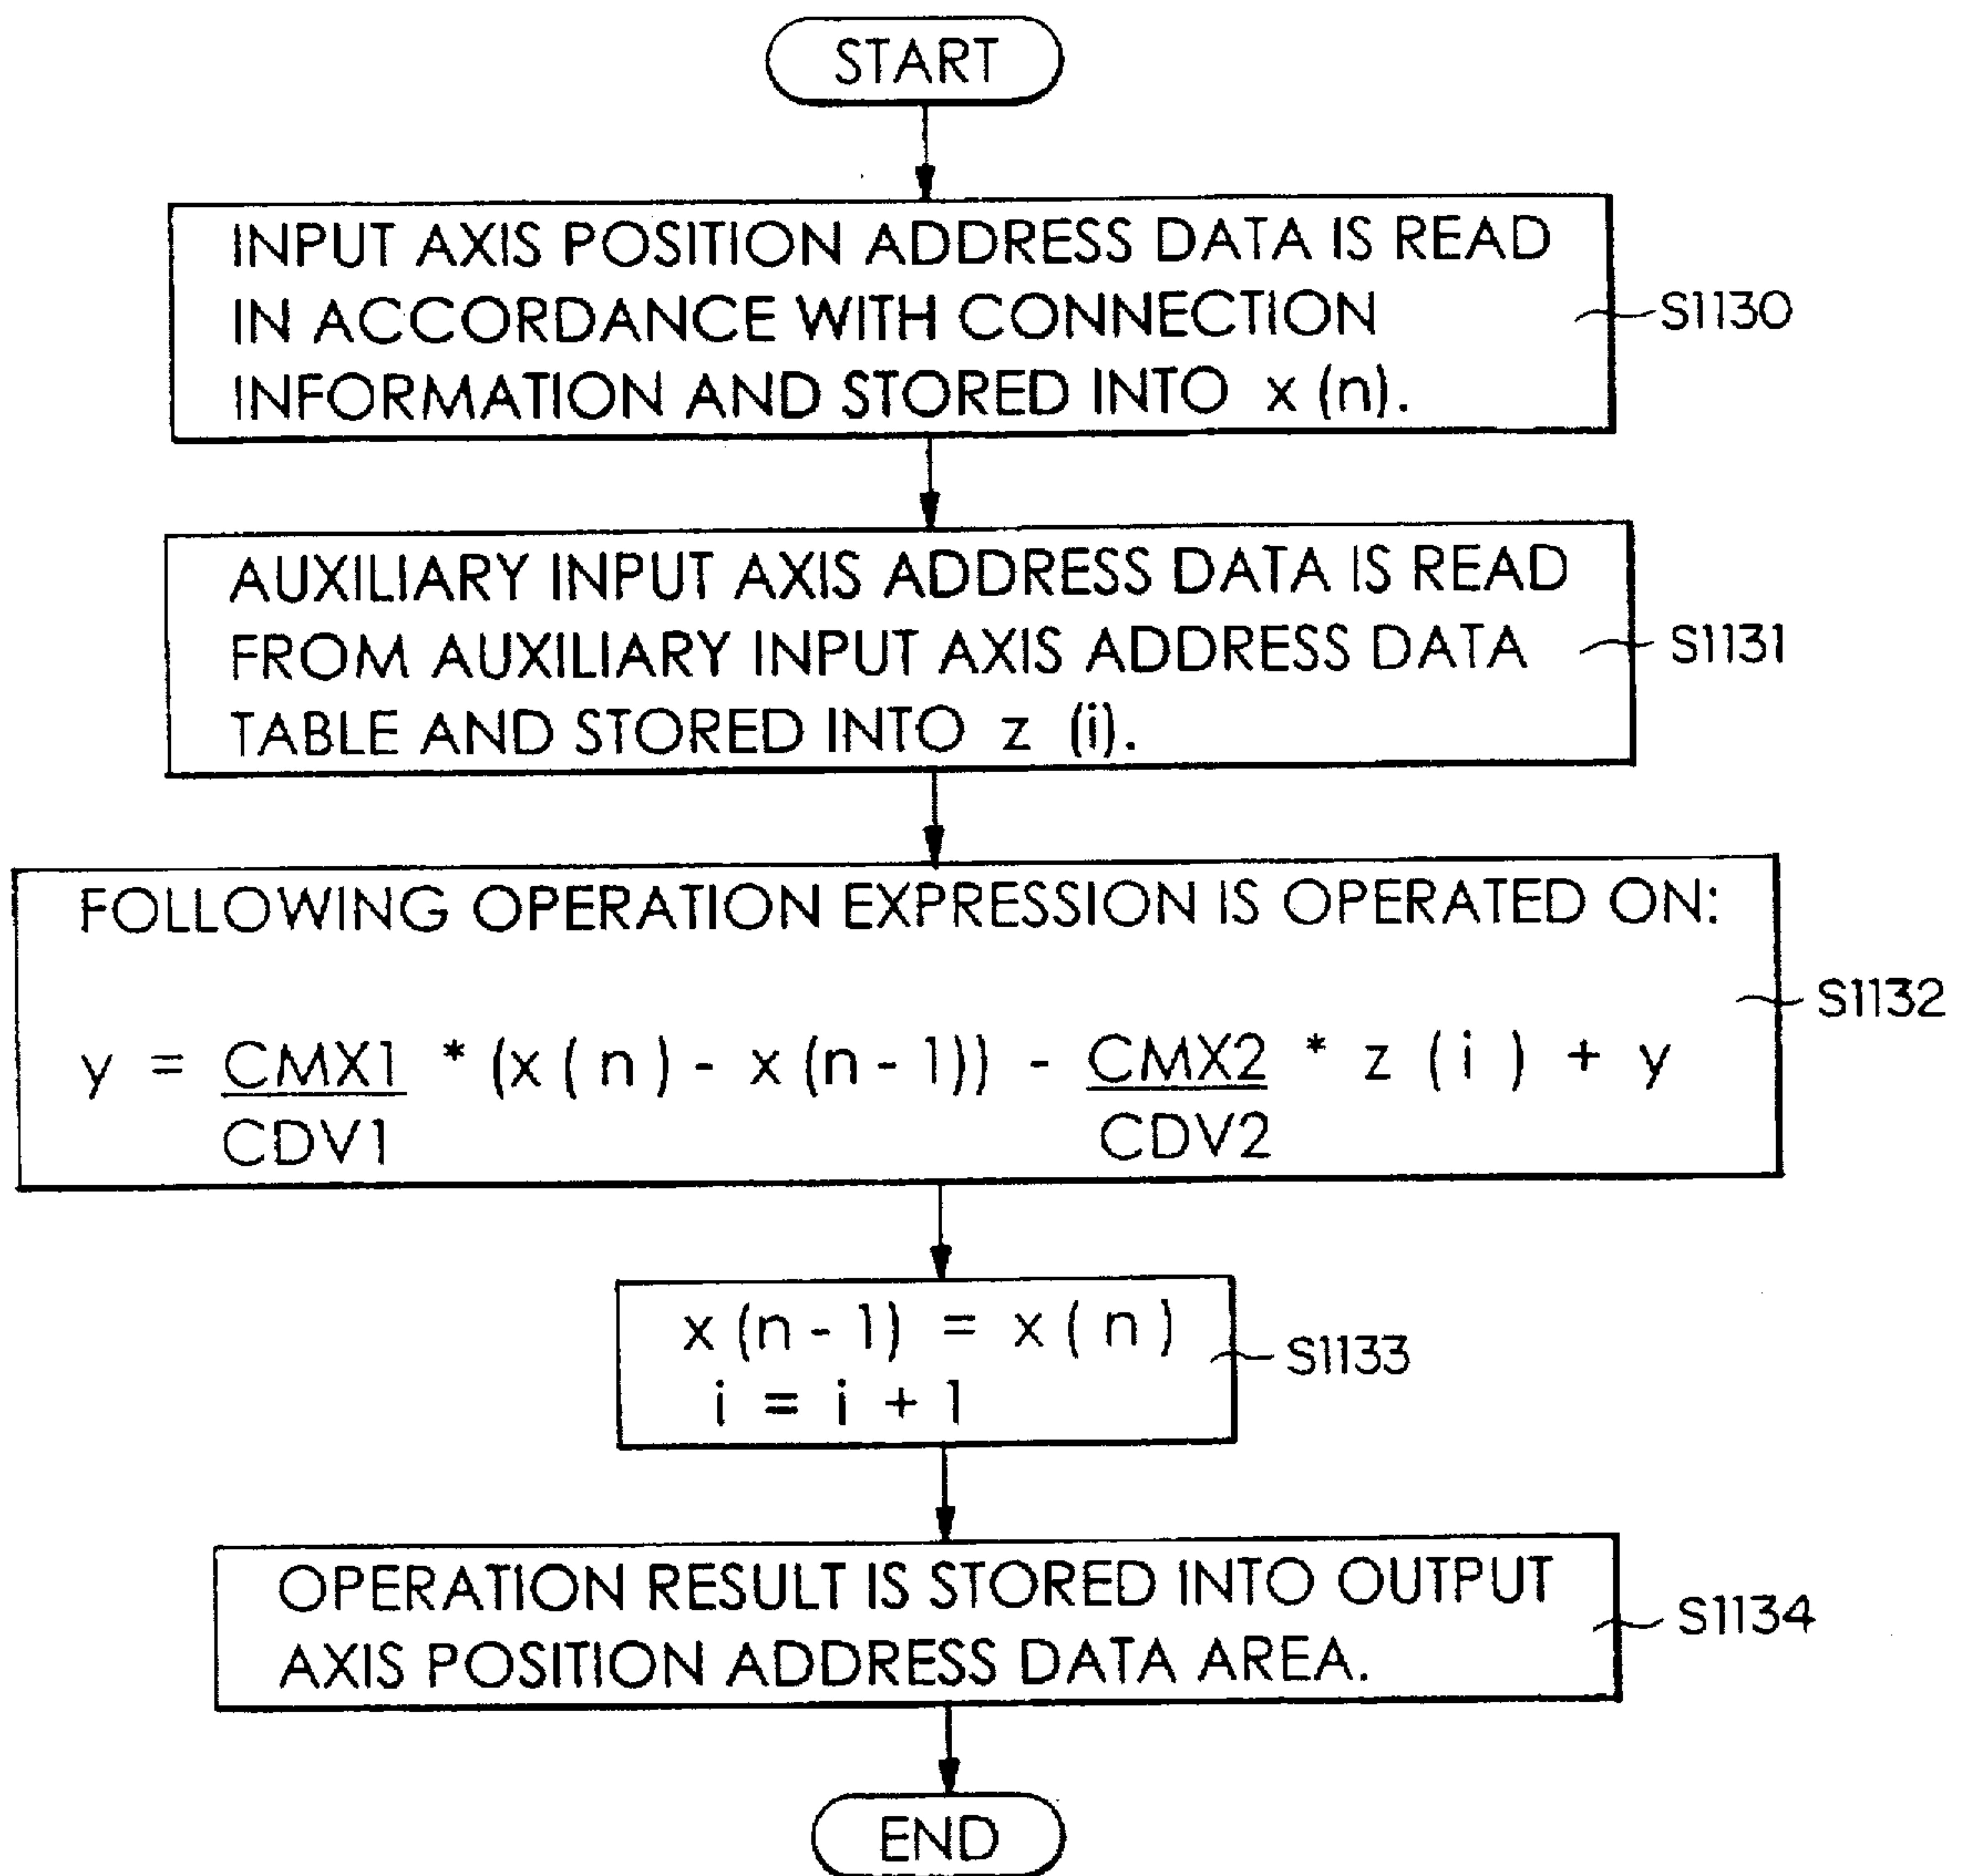 START
INPUT AXIS POSITION ADDRESS DATA IS READ
IN ACCORDANCE WITH CONNECTION
INFORMATION AND STORED INTO x (n).
S1130
AUXILIARY INPUT AXIS ADDRESS DATA IS READ
FROM AUXILIARY INPUT AXIS ADDRESS DATA
TABLE AND STORED INTO z (i).
S1131
FOLLOWING OPERATION EXPRESSION IS OPERATED ON:
S1132
y = CMX1 * (x ( n ) - x (n - 1)) - CMX2 * z ( i ) + y
CDV1 CDV2
x (n - 1) = x ( n )
i = i + 1
S1133
OPERATION RESULT IS STORED INTO OUTPUT
AXIS POSITION ADDRESS DATA AREA.
S1134
END